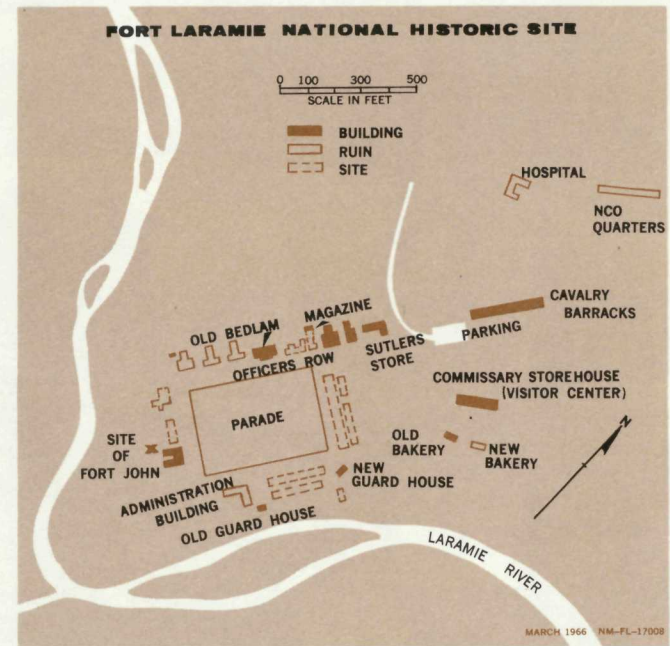 FORT LARAMIE NATIONAL HISTORIC SITE
0 100 300 500
SCALE IN FEET
BUILDING
RUIN
SITE
HOSPITAL
NCO
QUARTERS
CAVALRY
BARRACKS
MAGAZINE
OLD BEDLAM
PARKING
SUTLERS
STORE
OFFICERS ROW
COMMISSARY STOREHOUSE
(VISITOR CENTER)
PARADE
SITE
OF
FORT JOHN
OLD
BAKERY
NEW
BAKERY
N
NEW
GUARD HOUSE
ADMINISTRATION
BUILDING
OLD GUARD HOUSE
LARAMIE RIVER
MARCH 1966 NM-FL-17008